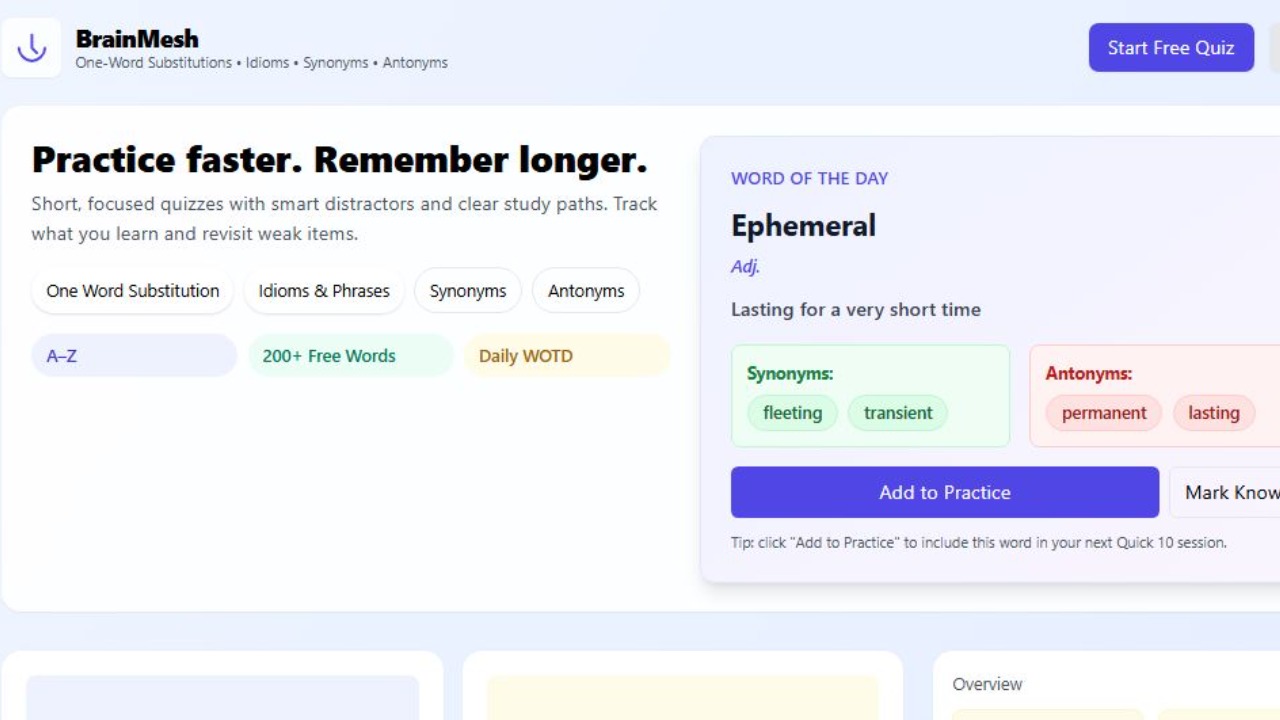 BrainMesh
One-Word Substitutions • Idioms • Synonyms • Antonyms
Start Free Quiz
Practice faster. Remember longer.
Short, focused quizzes with smart distractors and clear study paths. Track
what you learn and revisit weak items.
One Word Substitution
Idioms & Phrases
Synonyms
Antonyms
A–Z
200+ Free Words
Daily WOTD
WORD OF THE DAY
Ephemeral
Adj.
Lasting for a very short time
Synonyms:
fleeting
transient
Antonyms:
permanent
lasting
Add to Practice
Mark Know
Tip: click "Add to Practice" to include this word in your next Quick 10 session.
Overview